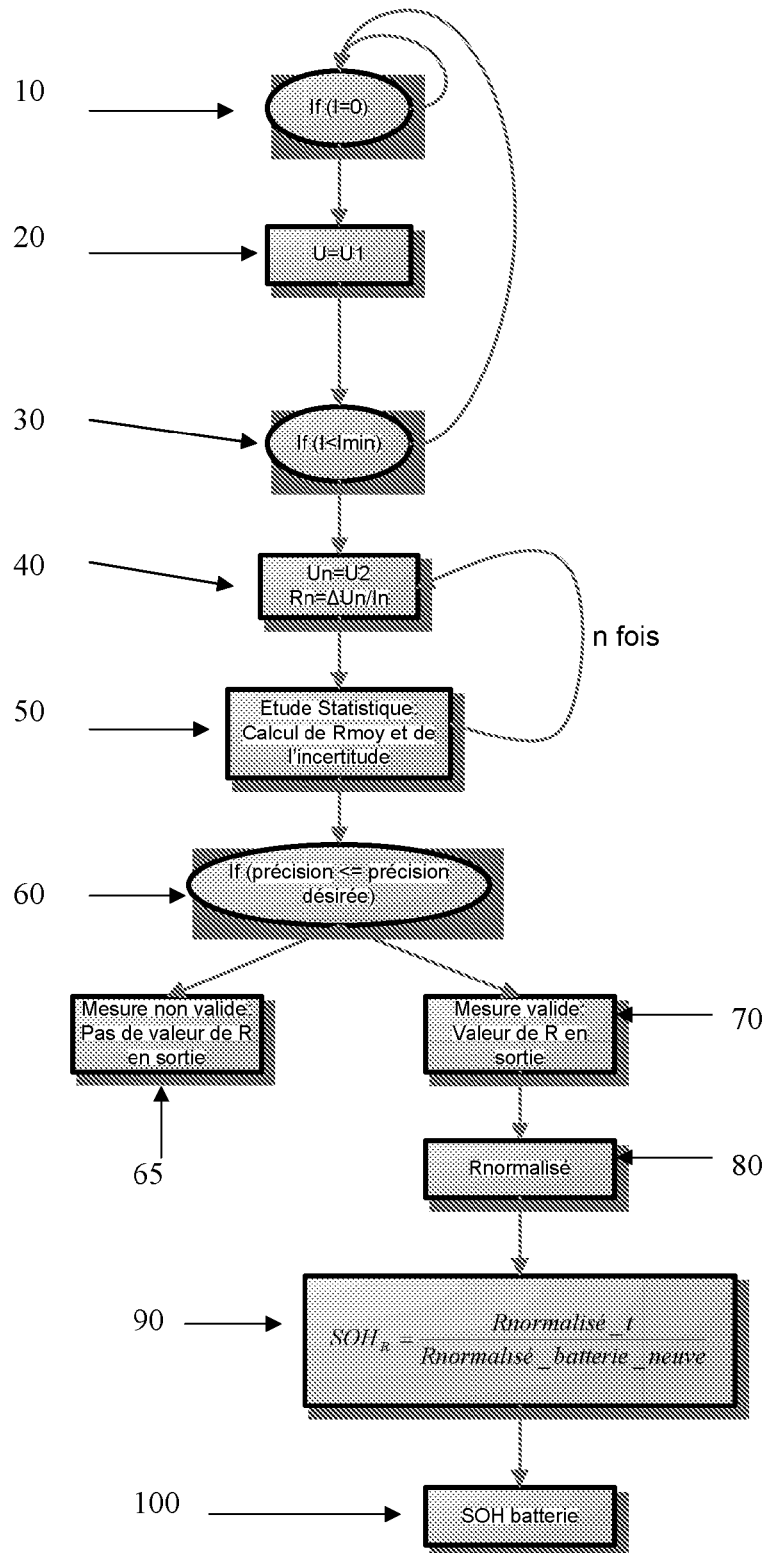 10
If (I=0)
20
U=U1
30
If (I<Imin)
40
Un=U2
Rn=ΔUn/In
n fois
50
Etude Statistique:
Calcul de Rmoy et de
l'incertitude
60
If (précision <= précision
désirée)
Mesure non valide:
Pas de valeur de R
en sortie
65
Mesure valide:
Valeur de R en
sortie
70
Rnormalisé
80
90
SOH_R = Rnormalisé_t / Rnormalisé_batterie_neuve
100
SOH batterie